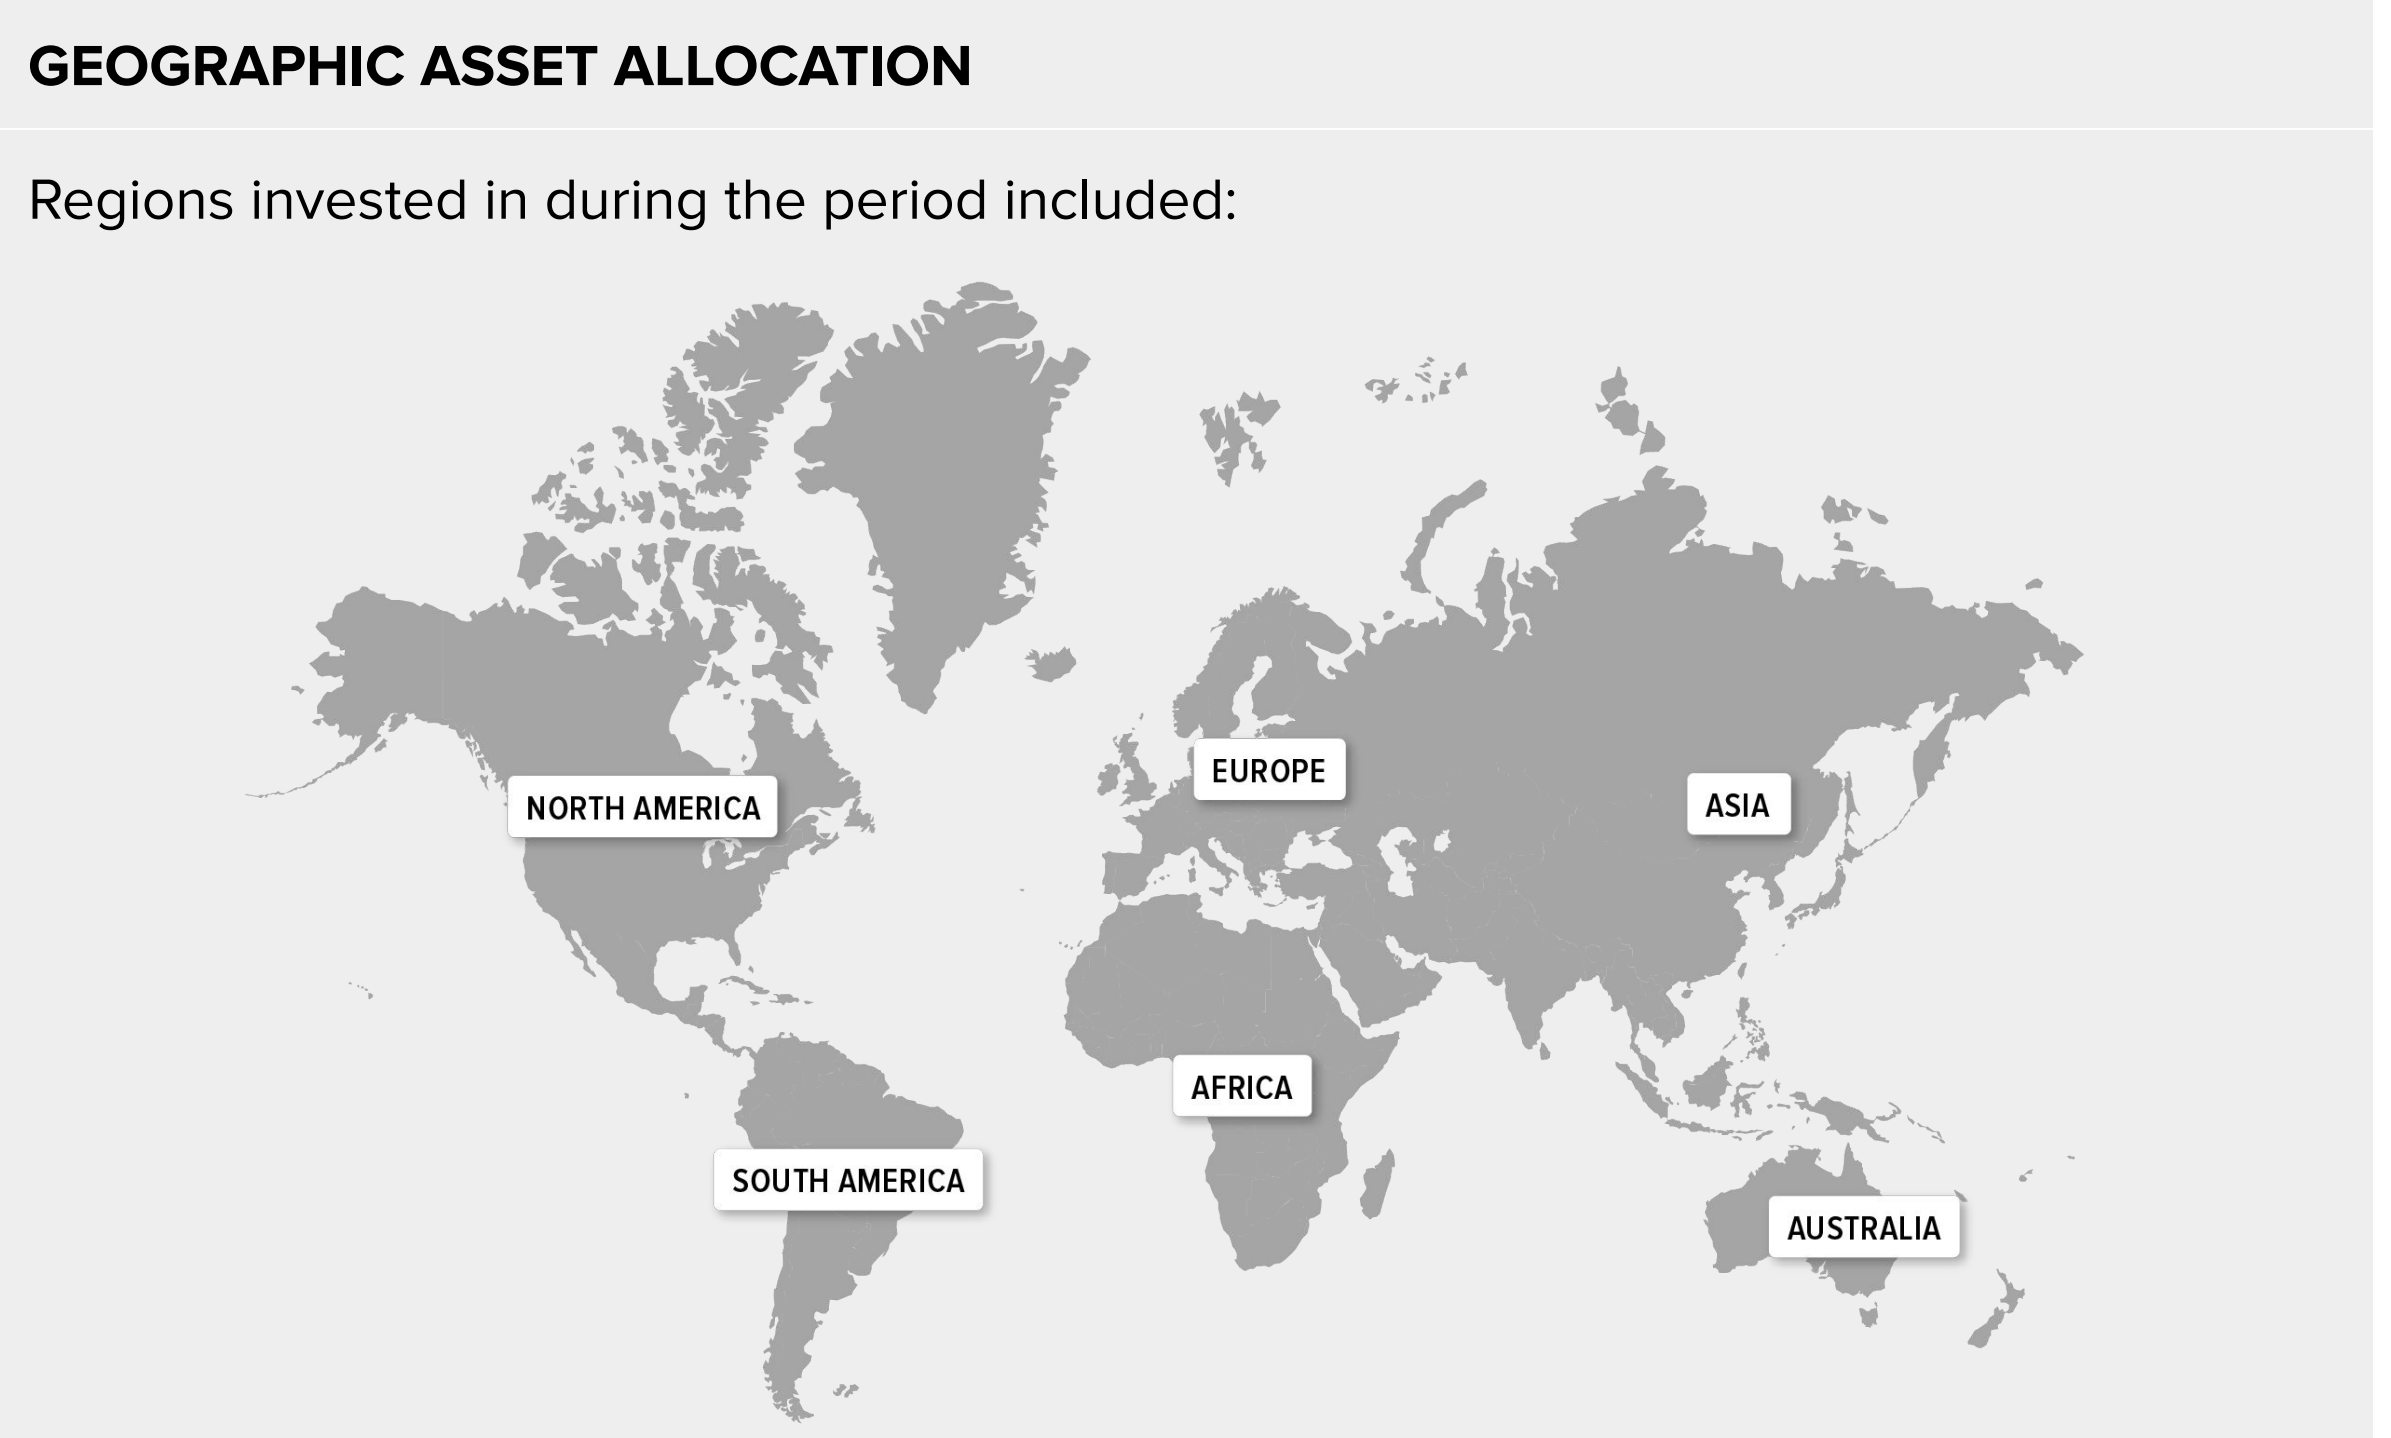 GEOGRAPHIC ASSET ALLOCATION
Regions invested in during the period included:
EUROPE
NORTH AMERICA
ASIA
AFRICA
SOUTH AMERICA
AUSTRALIA